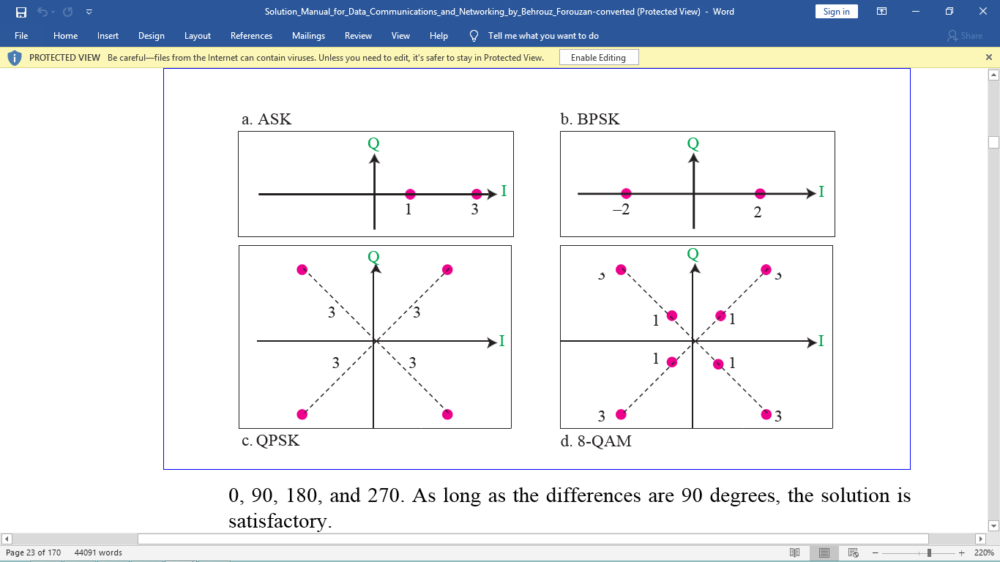 Solution_Manual_for_Data_Communications_and_Networking_by_Behrouz_Forouzan-converted (Protected View) - Word
Sign in
File Home Insert Design Layout References Mailings Review View Help Tell me what you want to do Share
PROTECTED VIEW Be careful—files from the Internet can contain viruses. Unless you need to edit, it's safer to stay in Protected View. Enable Editing
a. ASK
b. BPSK
Q
I
1
3
Q
I
–2
2
Q
I
3
3
3
3
Q
I
3
3
1
1
1
1
3
3
c. QPSK
d. 8-QAM
0, 90, 180, and 270. As long as the differences are 90 degrees, the solution is
satisfactory.
Page 23 of 170 44091 words
220%